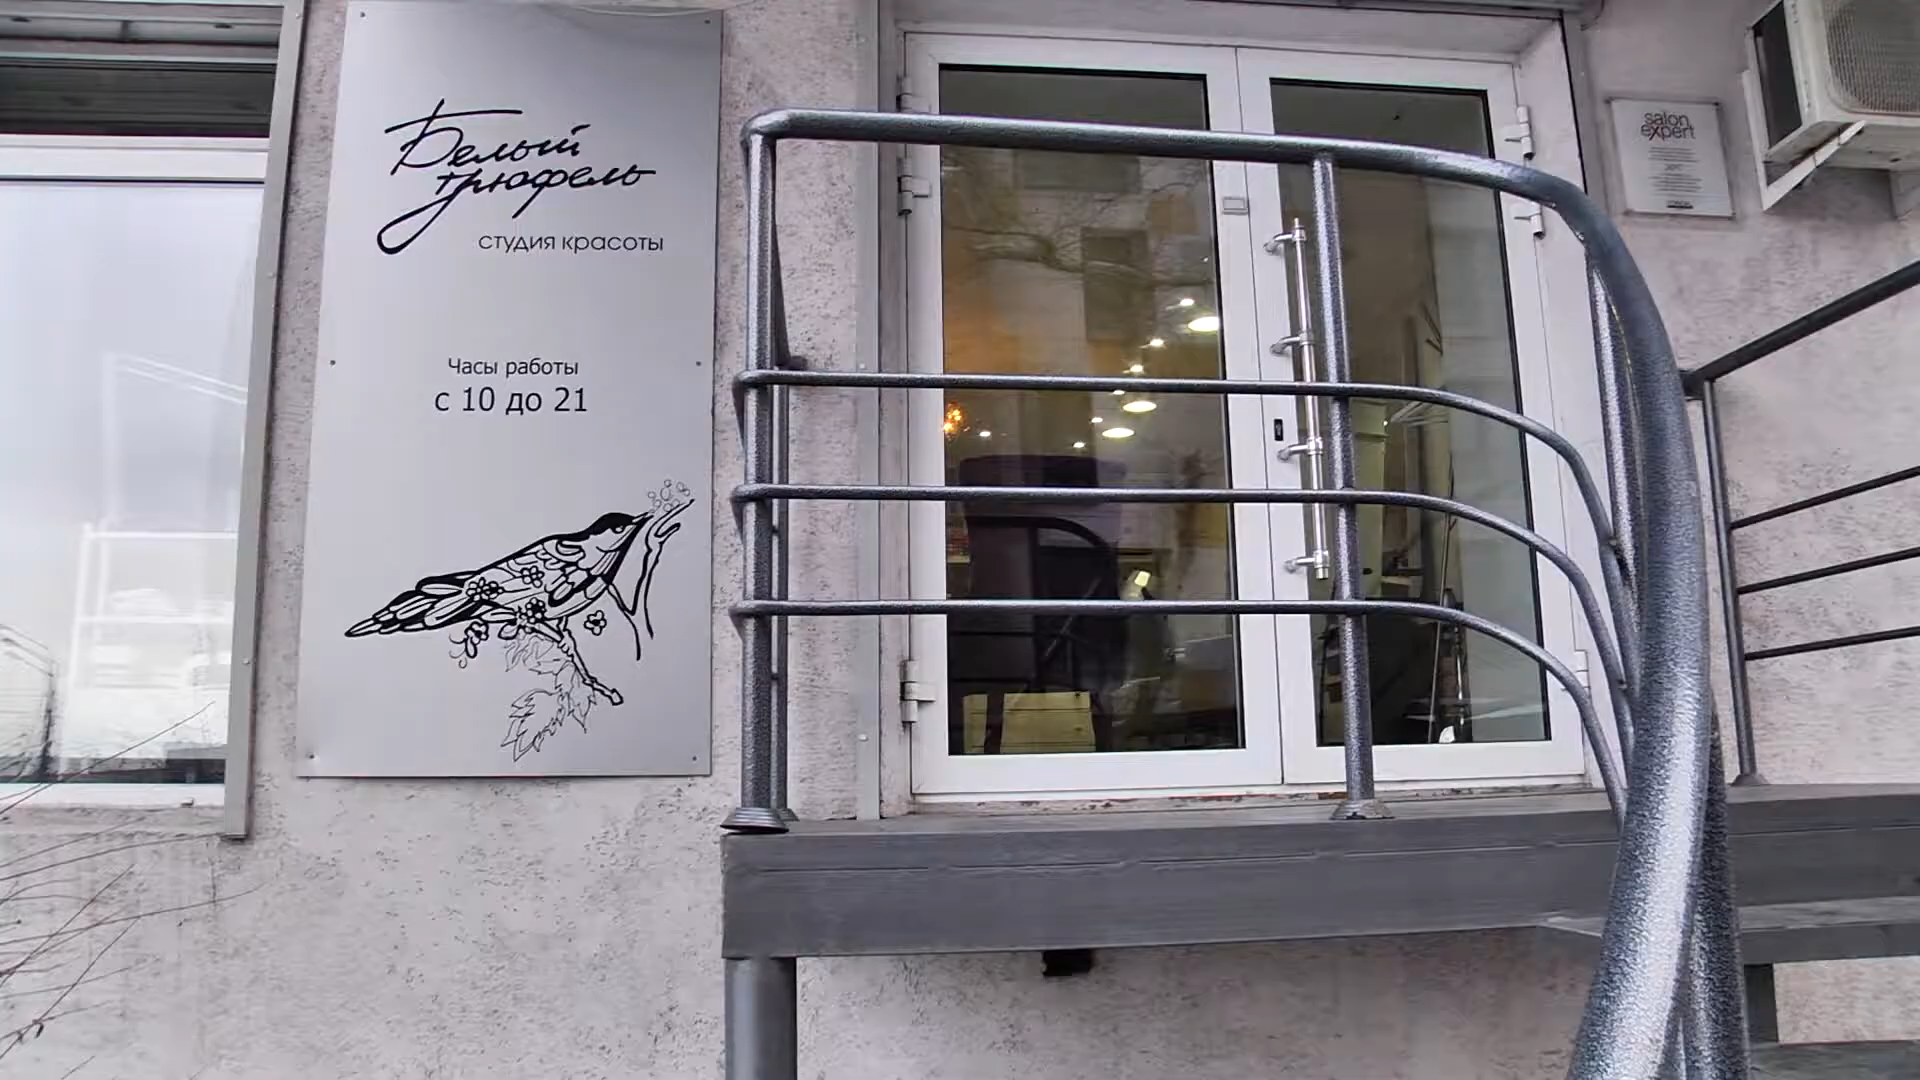 Белый
трюфель
студия красоты
Часы работы
с 10 до 21
salon
expert